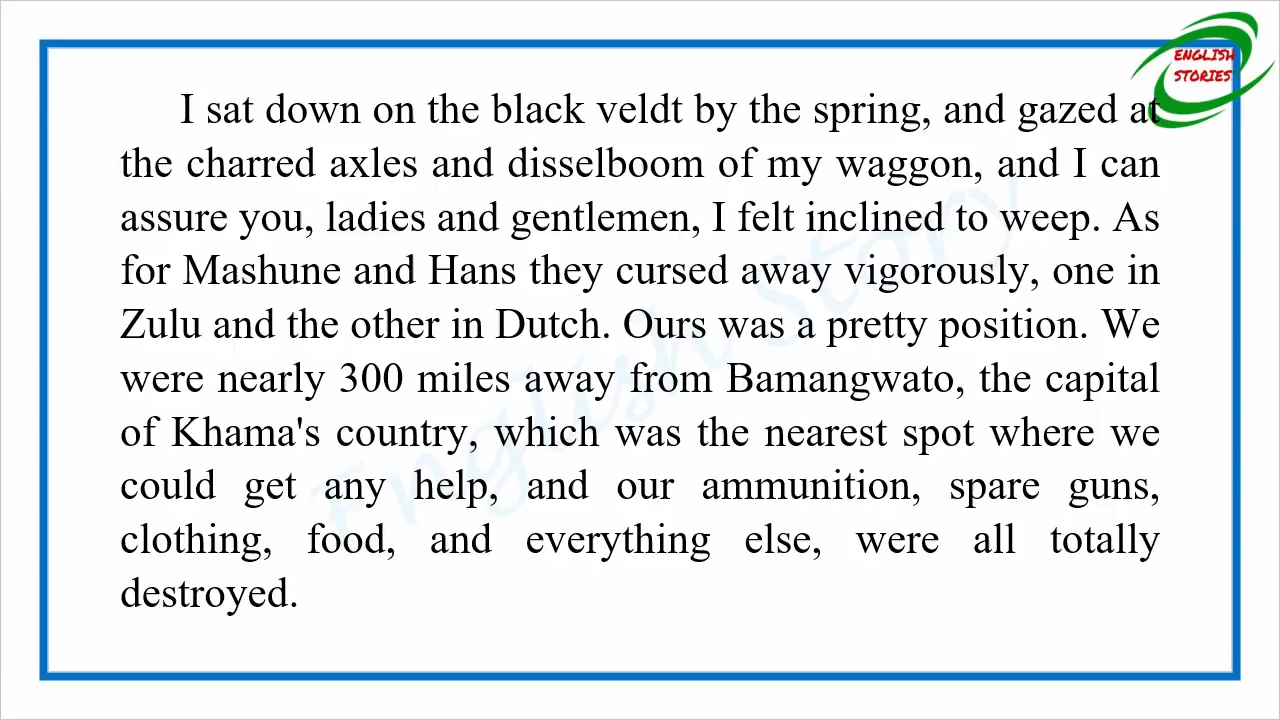 ENGLISH
STORIES
I sat down on the black veldt by the spring, and gazed at
the charred axles and disselboom of my waggon, and I can
assure you, ladies and gentlemen, I felt inclined to weep. As
for Mashune and Hans they cursed away vigorously, one in
Zulu and the other in Dutch. Ours was a pretty position. We
were nearly 300 miles away from Bamangwato, the capital
of Khama's country, which was the nearest spot where we
could get any help, and our ammunition, spare guns,
clothing, food, and everything else, were all totally
destroyed.
English Story